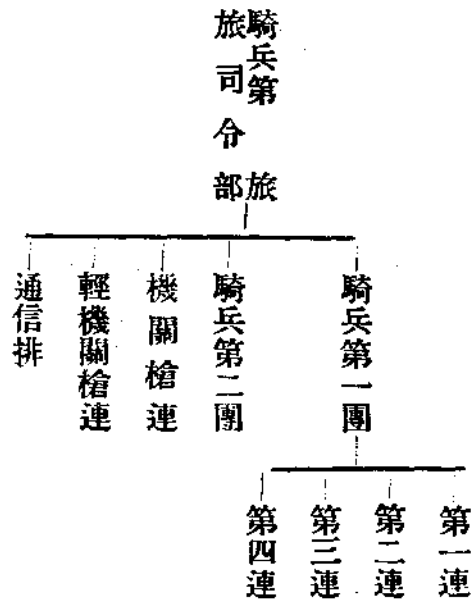 騎兵第　旅
旅司令部
騎兵第一團
騎兵第二團
機關槍連
輕機關槍連
通信排
第一連
第二連
第三連
第四連